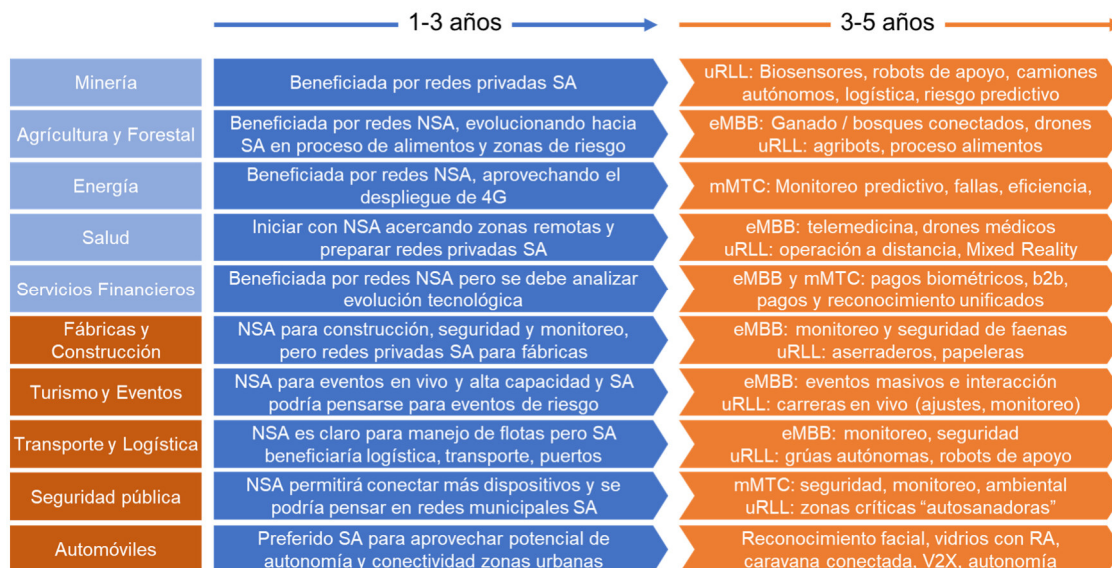 1-3 años
3-5 años
Minería
Beneficiada por redes privadas SA
uRLL: Biosensores, robots de apoyo, camiones
autónomos, logística, riesgo predictivo
Agrícultura y Forestal
Beneficiada por redes NSA, evolucionando hacia
SA en proceso de alimentos y zonas de riesgo
eMBB: Ganado / bosques conectados, drones
uRLL: agribots, proceso alimentos
Energía
Beneficiada por redes NSA, aprovechando el
despliegue de 4G
mMTC: Monitoreo predictivo, fallas, eficiencia,
Salud
Iniciar con NSA acercando zonas remotas y
preparar redes privadas SA
eMBB: telemedicina, drones médicos
uRLL: operación a distancia, Mixed Reality
Servicios Financieros
Beneficiada por redes NSA pero se debe analizar
evolución tecnológica
eMBB y mMTC: pagos biométricos, b2b,
pagos y reconocimiento unificados
Fábricas y
Construcción
NSA para construcción, seguridad y monitoreo,
pero redes privadas SA para fábricas
eMBB: monitoreo y seguridad de faenas
uRLL: aserraderos, papeleras
Turismo y Eventos
NSA para eventos en vivo y alta capacidad y SA
podría pensarse para eventos de riesgo
eMBB: eventos masivos e interacción
uRLL: carreras en vivo (ajustes, monitoreo)
Transporte y Logística
NSA es claro para manejo de flotas pero SA
beneficiaría logística, transporte, puertos
eMBB: monitoreo, seguridad
uRLL: grúas autónomas, robots de apoyo
Seguridad pública
NSA permitirá conectar más dispositivos y se
podría pensar en redes municipales SA
mMTC: seguridad, monitoreo, ambiental
uRLL: zonas críticas “autosanadoras”
Automóviles
Preferido SA para aprovechar potencial de
autonomía y conectividad zonas urbanas
Reconocimiento facial, vidrios con RA,
caravana conectada, V2X, autonomía